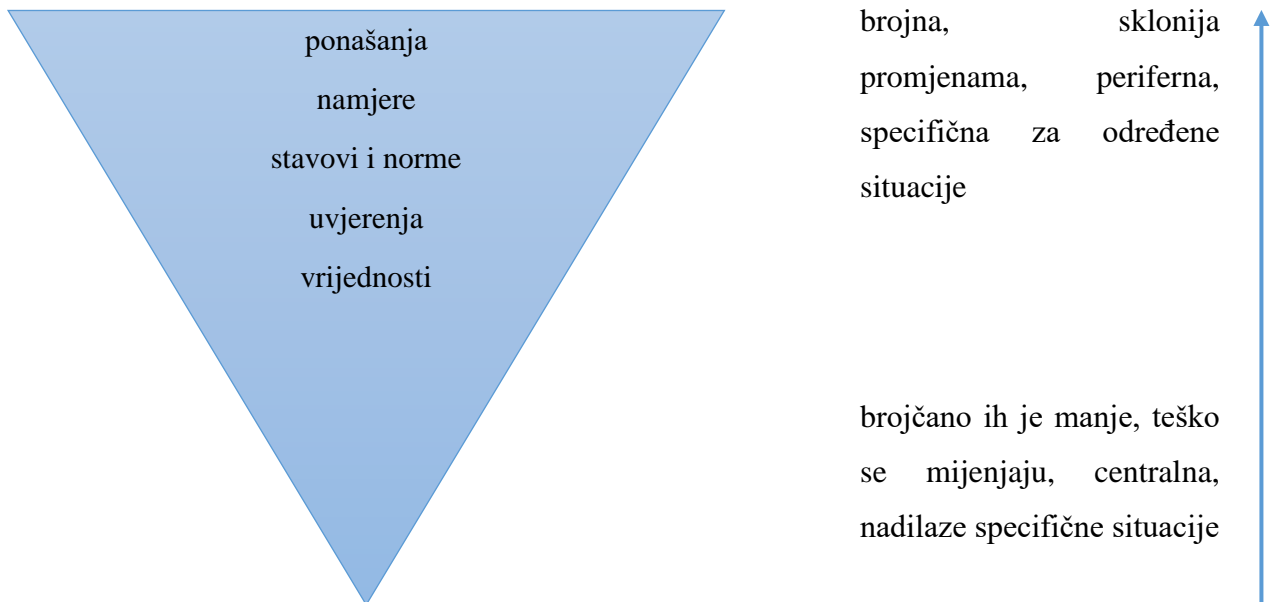 ponašanja
namjere
stavovi i norme
uvjerenja
vrijednosti
brojna, sklonija
promjenama, periferna,
specifična za određene
situacije
brojčano ih je manje, teško
se mijenjaju, centralna,
nadilaze specifične situacije